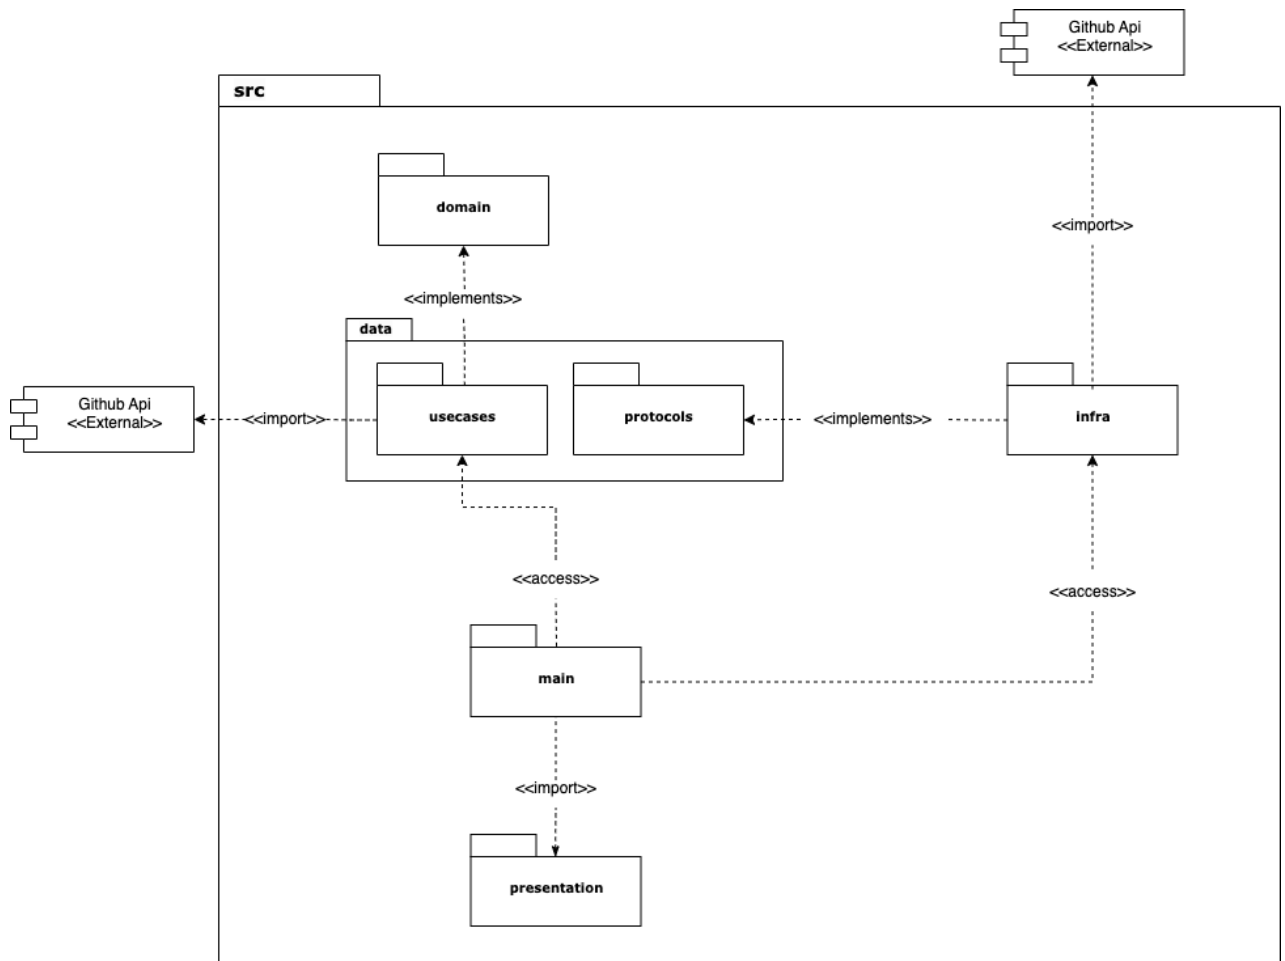 Github Api
<<External>>
src
<<import>>
domain
<<implements>>
data
Github Api
<<External>>
<<import>>
usecases
protocols
<<implements>>
infra
<<access>>
<<access>>
main
<<import>>
presentation